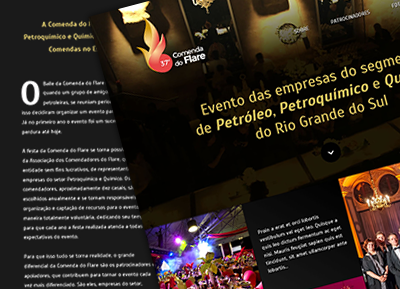 A Comenda do
Petroquímico e Químic
Comendas no E
O Baile da Comenda do Flare
quando um grupo de amigo
petroleiras, se reuniam perio
isso decidiram organizar um evento pa
Já no primeiro ano o evento foi um suce
perdura até hoje.
A festa da Comenda do Flare se torna possív
da Associação dos Comendadores do Flare, o
entidade sem fins lucrativos, de representant
empresas do setor Petroquímico e Químico. O
comendadores, aproximadamente dez casais, sã
escolhidos anualmente e se tornam responsáve
organização e captação de recursos para o evento
maneira totalmente voluntária, dedicando seu tem
para que cada ano a festa realizada atenda a todas
expectativas do evento.
Para que isso tudo se torne realidade, o grande
diferencial da Comenda do Flare são os patrocinadores
apoiadores, que contribuem para tornar o evento cada
vez mais diferenciado. São eles, empresas do setor,
37ª Comenda
do Flare
SOBRE
PATROCINADORES
Evento das empresas do segme
de Petróleo, Petroquímico e Qu
do Rio Grande do Sul
Proin a erat et orci lobortis
vestibulum vel eget leo. Quisque a
quis leo dictum fermentum ac eget
nisi. Mauris feugiat sapien quis elit
tincidunt, sit amet ullamcorper ante
lobortis..